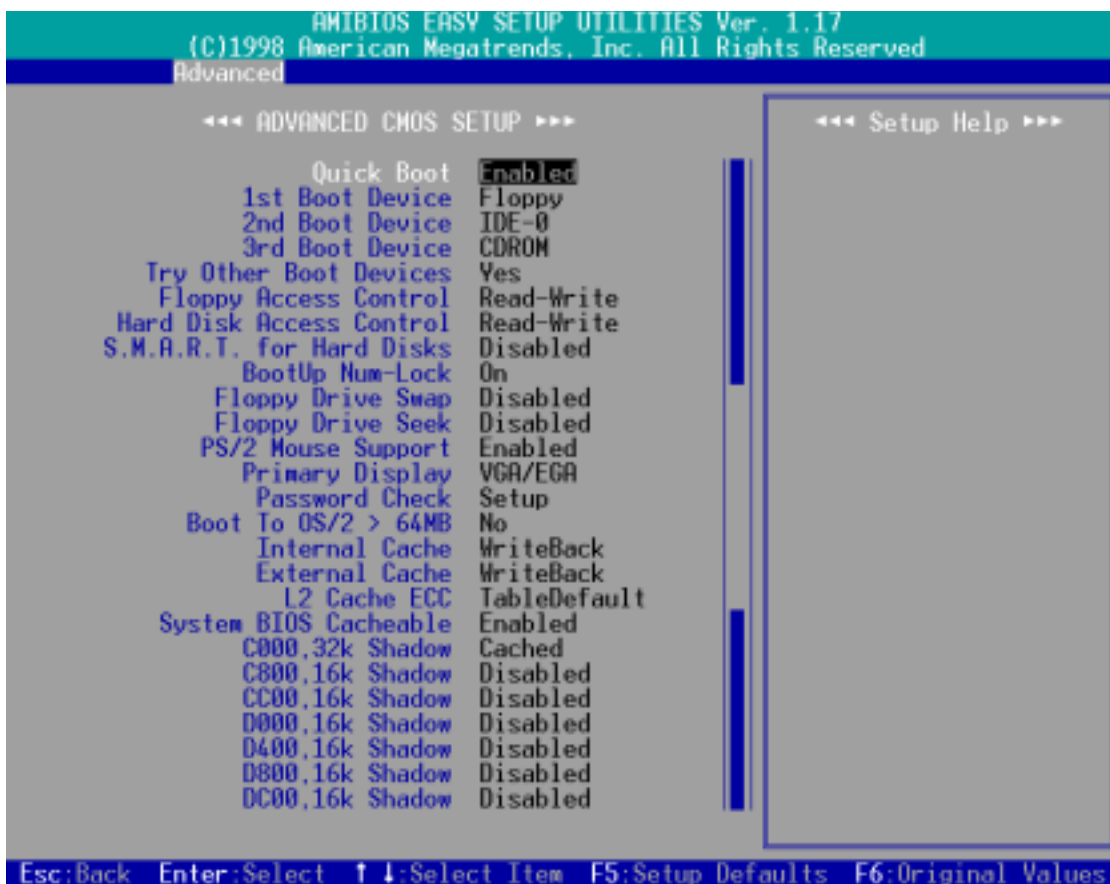 AMIBIOS EASY SETUP UTILITIES Ver. 1.17
(C)1998 American Megatrends, Inc. All Rights Reserved
Advanced
◄◄◄ ADVANCED CMOS SETUP ►►►
◄◄◄ Setup Help ►►►
Quick Boot Enabled
1st Boot Device Floppy
2nd Boot Device IDE-0
3rd Boot Device CDROM
Try Other Boot Devices Yes
Floppy Access Control Read-Write
Hard Disk Access Control Read-Write
S.M.A.R.T. for Hard Disks Disabled
BootUp Num-Lock On
Floppy Drive Swap Disabled
Floppy Drive Seek Disabled
PS/2 Mouse Support Enabled
Primary Display VGA/EGA
Password Check Setup
Boot To OS/2 > 64MB No
Internal Cache WriteBack
External Cache WriteBack
L2 Cache ECC TableDefault
System BIOS Cacheable Enabled
C000,32k Shadow Cached
C800,16k Shadow Disabled
CC00,16k Shadow Disabled
D000,16k Shadow Disabled
D400,16k Shadow Disabled
D800,16k Shadow Disabled
DC00,16k Shadow Disabled
Esc:Back Enter:Select ↑ ↓:Select Item F5:Setup Defaults F6:Original Values